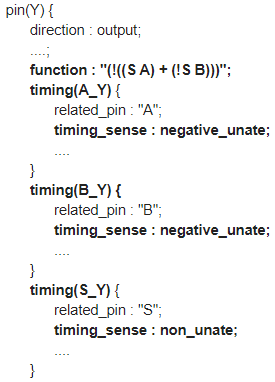 pin(Y) {
direction : output;
....;
function : "(!((S A) + (!S B)))";
timing(A_Y) {
related_pin : "A";
timing_sense : negative_unate;
....
}
timing(B_Y) {
related_pin : "B";
timing_sense : negative_unate;
....
}
timing(S_Y) {
related_pin : "S";
timing_sense : non_unate;
....
}